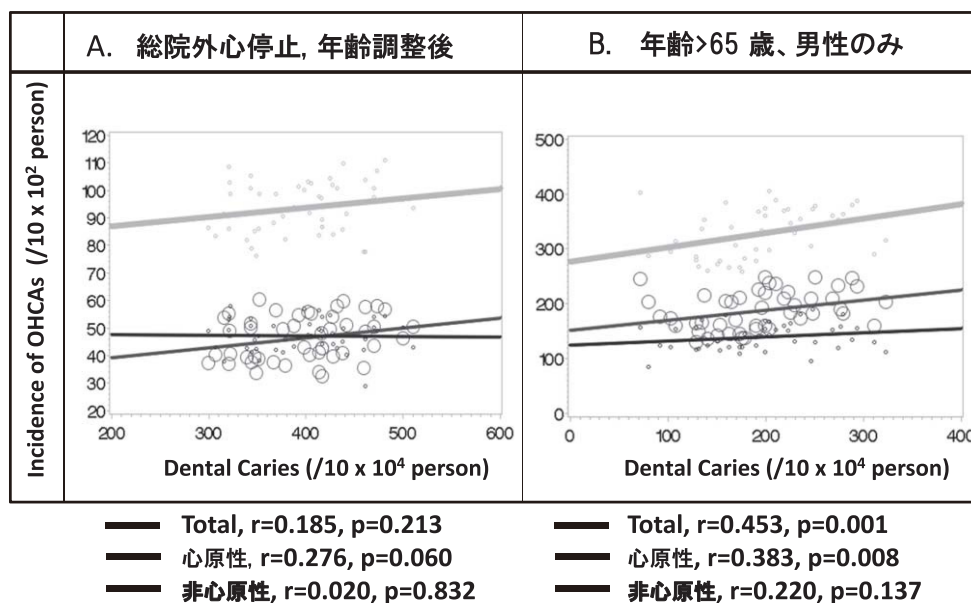 A. 総院外心停止, 年齢調整後
B. 年齢>65 歳、男性のみ
Incidence of OHCAs (/10 x 10² person)
120
110
100
90
80
70
60
50
40
30
20
200 300 400 500 600
Dental Caries (/10 x 10⁴ person)
500
400
300
200
100
0
0 100 200 300 400
Dental Caries (/10 x 10⁴ person)
Total, r=0.185, p=0.213
心原性, r=0.276, p=0.060
非心原性, r=0.020, p=0.832
Total, r=0.453, p=0.001
心原性, r=0.383, p=0.008
非心原性, r=0.220, p=0.137